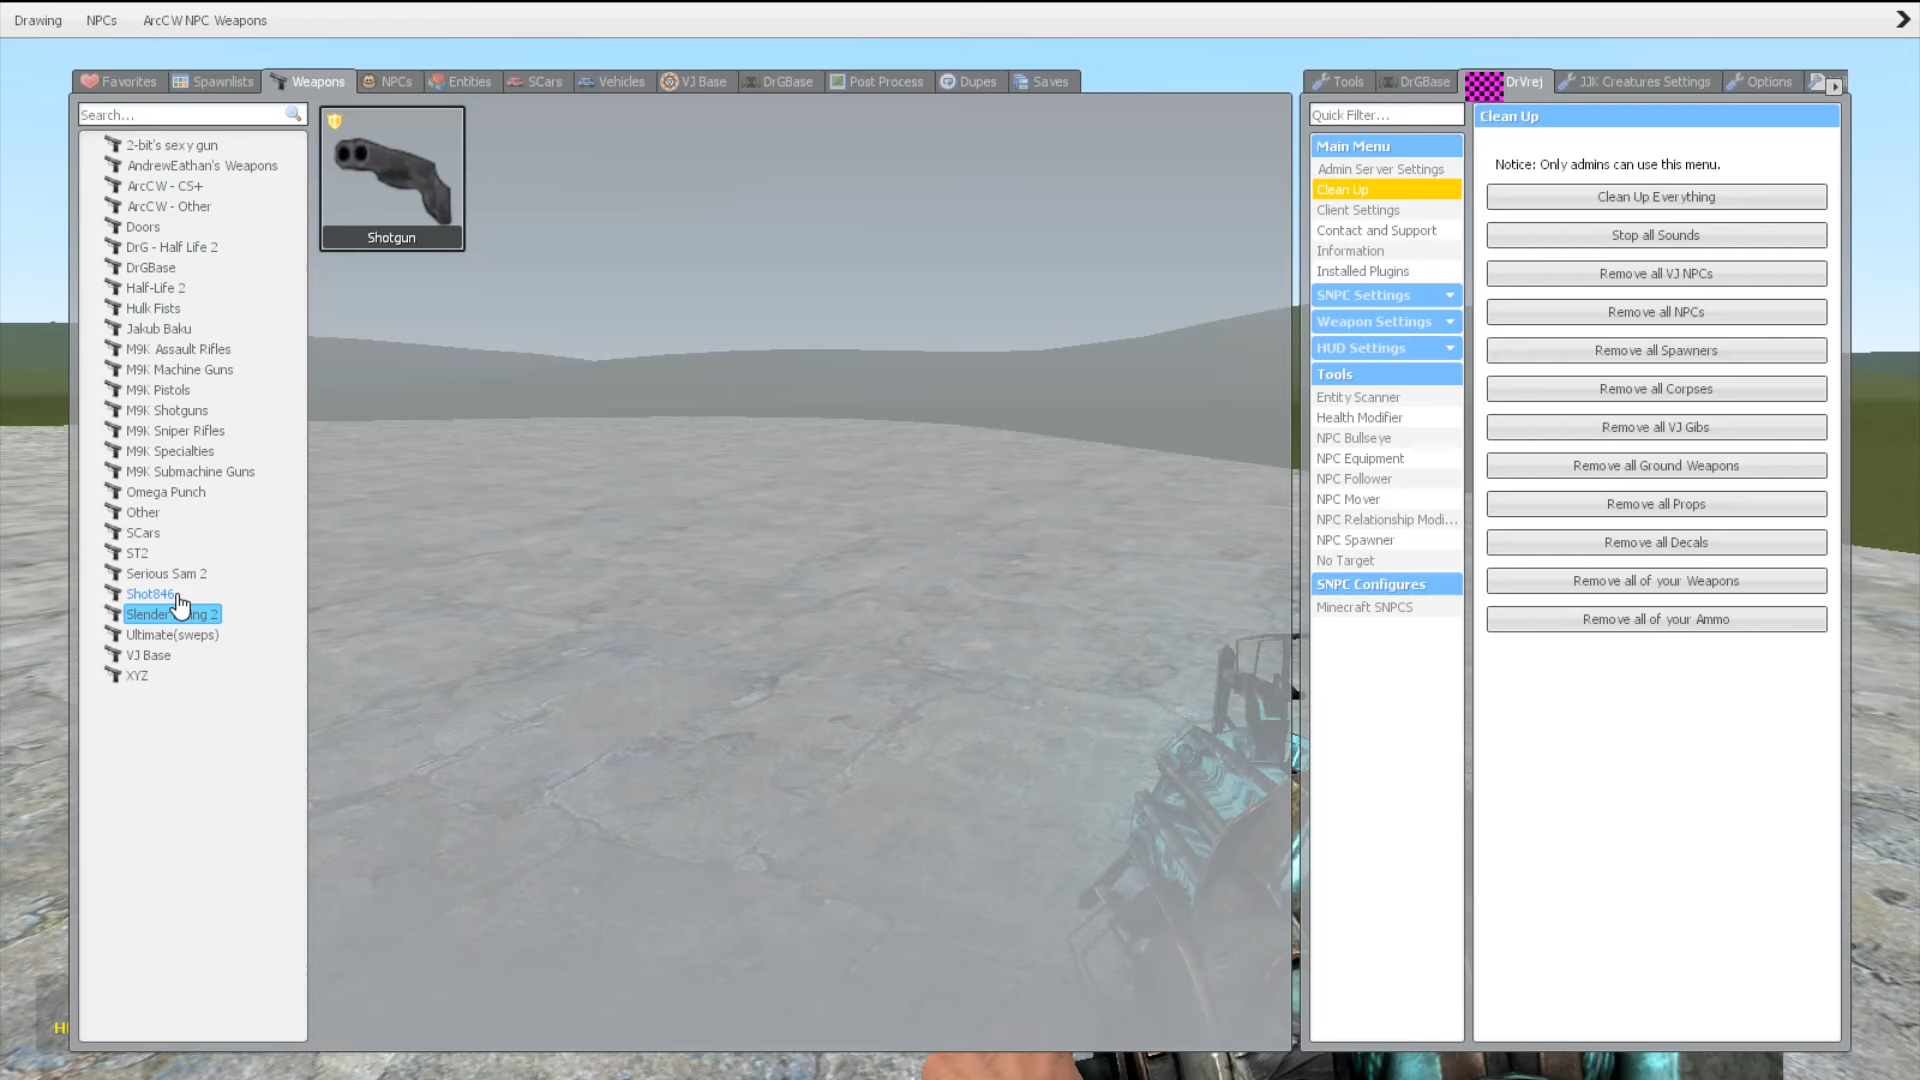 Drawing NPCs ArcCW NPC Weapons
Favorites Spawnlists Weapons NPCs Entities SCars Vehicles VJ Base DrGBase Post Process Dupes Saves
Search...
2-bit's sexy gun
AndrewEathan's Weapons
ArcCW - CS+
ArcCW - Other
Doors
DrG - Half Life 2
DrGBase
Half-Life 2
Hulk Fists
Jakub Baku
M9K Assault Rifles
M9K Machine Guns
M9K Pistols
M9K Shotguns
M9K Sniper Rifles
M9K Specialties
M9K Submachine Guns
Omega Punch
Other
SCars
ST2
Serious Sam 2
Shot846
Slender 2
Ultimate(sweps)
VJ Base
XYZ
Shotgun
Tools DrGBase DrVrej JJK Creatures Settings Options
Quick Filter...
Main Menu
Admin Server Settings
Clean Up
Client Settings
Contact and Support
Information
Installed Plugins
SNPC Settings
Weapon Settings
HUD Settings
Tools
Entity Scanner
Health Modifier
NPC Bullseye
NPC Equipment
NPC Follower
NPC Mover
NPC Relationship Modi...
NPC Spawner
No Target
SNPC Configures
Minecraft SNPCS
Clean Up
Notice: Only admins can use this menu.
Clean Up Everything
Stop all Sounds
Remove all VJ NPCs
Remove all NPCs
Remove all Spawners
Remove all Corpses
Remove all VJ Gibs
Remove all Ground Weapons
Remove all Props
Remove all Decals
Remove all of your Weapons
Remove all of your Ammo